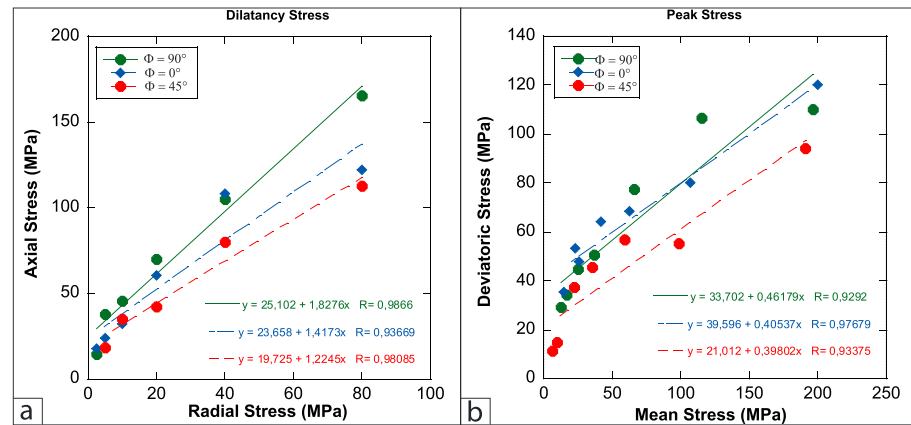 Dilatancy Stress
200
150
100
50
0
Axial Stress (MPa)
Φ = 90°
Φ = 0°
Φ = 45°
y = 25,102 + 1,8276x R= 0,9866
y = 23,658 + 1,4173x R= 0,93669
y = 19,725 + 1,2245x R= 0,98085
0 20 40 60 80 100
Radial Stress (MPa)
a
Peak Stress
140
120
100
80
60
40
20
0
Deviatoric Stress (MPa)
Φ = 90°
Φ = 0°
Φ = 45°
y = 33,702 + 0,46179x R= 0,9292
y = 39,596 + 0,40537x R= 0,97679
y = 21,012 + 0,39802x R= 0,93375
0 50 100 150 200 250
Mean Stress (MPa)
b